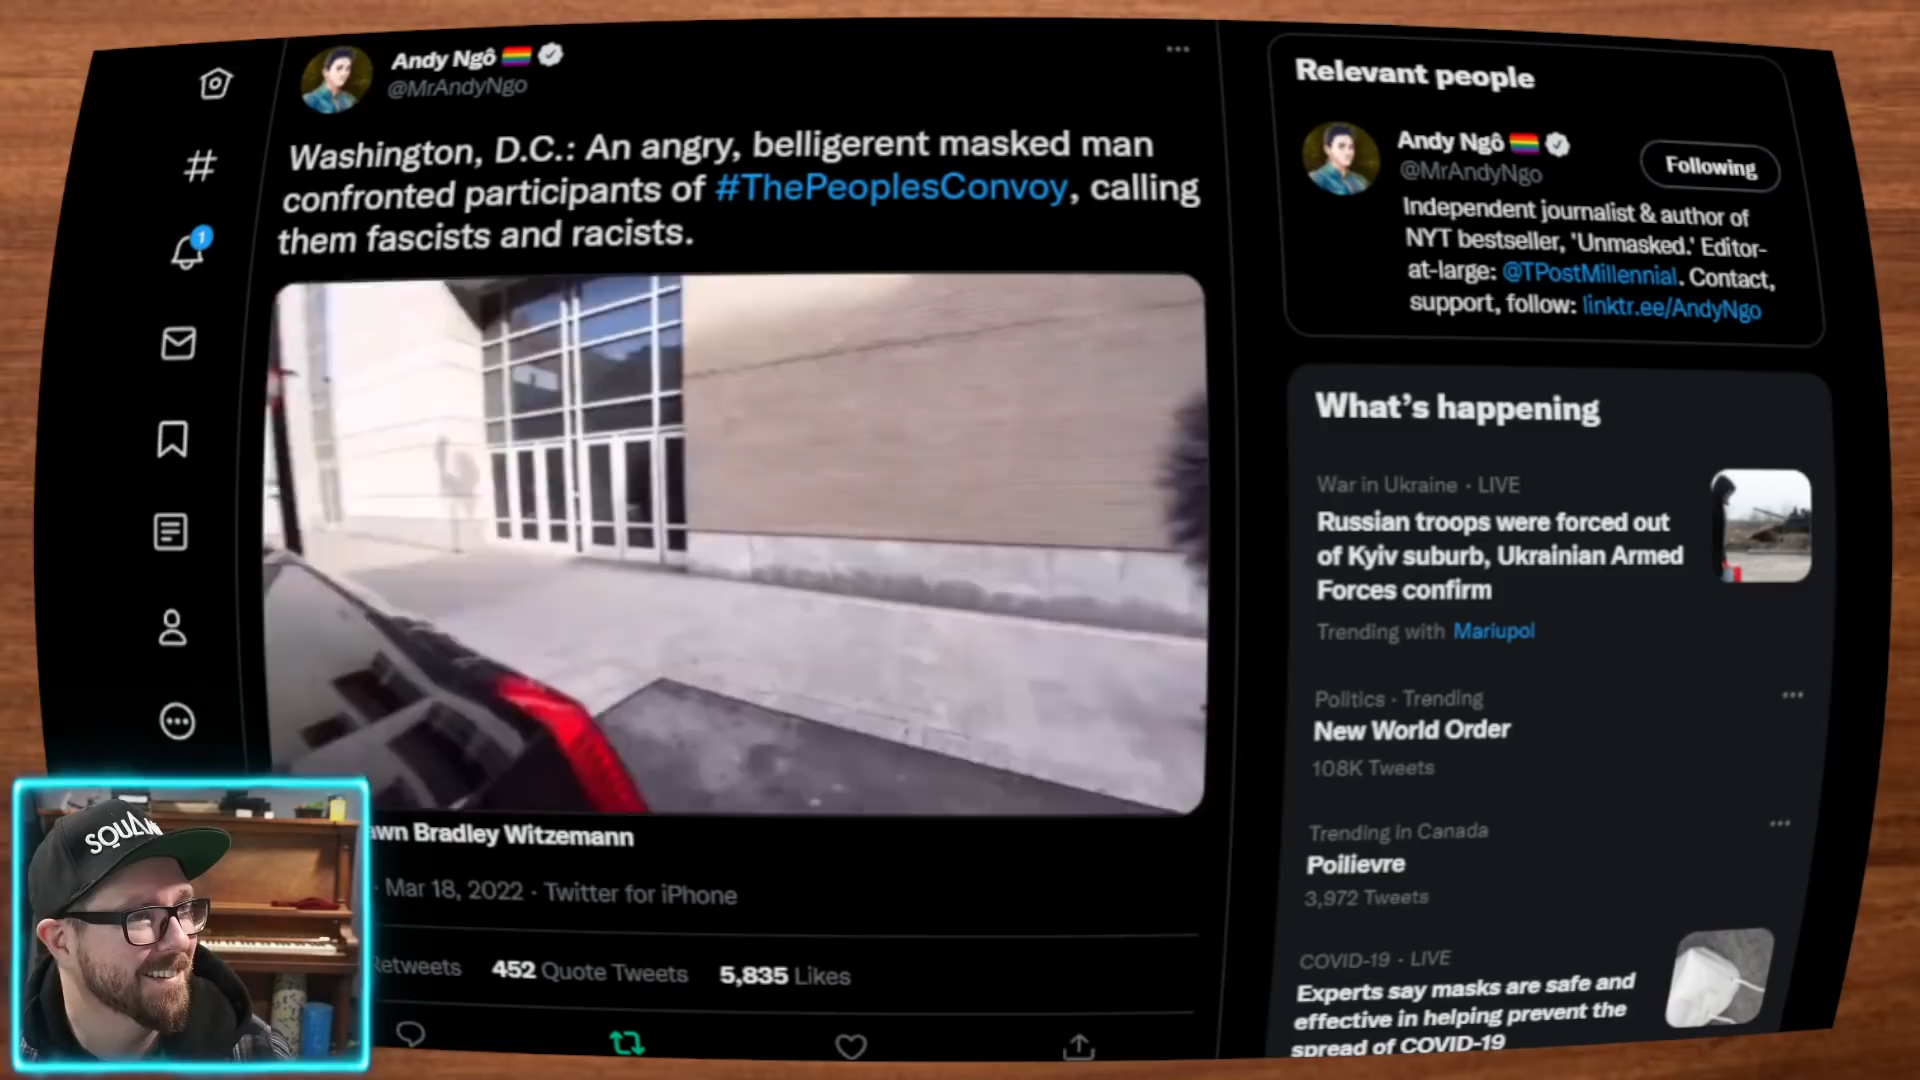 Andy Ngô
@MrAndyNgo
Washington, D.C.: An angry, belligerent masked man
confronted participants of #ThePeoplesConvoy, calling
them fascists and racists.
1
awn Bradley Witzemann
· Mar 18, 2022 · Twitter for iPhone
Retweets 452 Quote Tweets 5,835 Likes
Relevant people
Andy Ngô
@MrAndyNgo
Following
Independent journalist & author of
NYT bestseller, 'Unmasked.' Editor-
at-large: @TPostMillennial. Contact,
support, follow: linktr.ee/AndyNgo
What's happening
War in Ukraine · LIVE
Russian troops were forced out
of Kyiv suburb, Ukrainian Armed
Forces confirm
Trending with Mariupol
Politics · Trending
New World Order
108K Tweets
Trending in Canada
Poilievre
3,972 Tweets
COVID-19 · LIVE
Experts say masks are safe and
effective in helping prevent the
spread of COVID-19